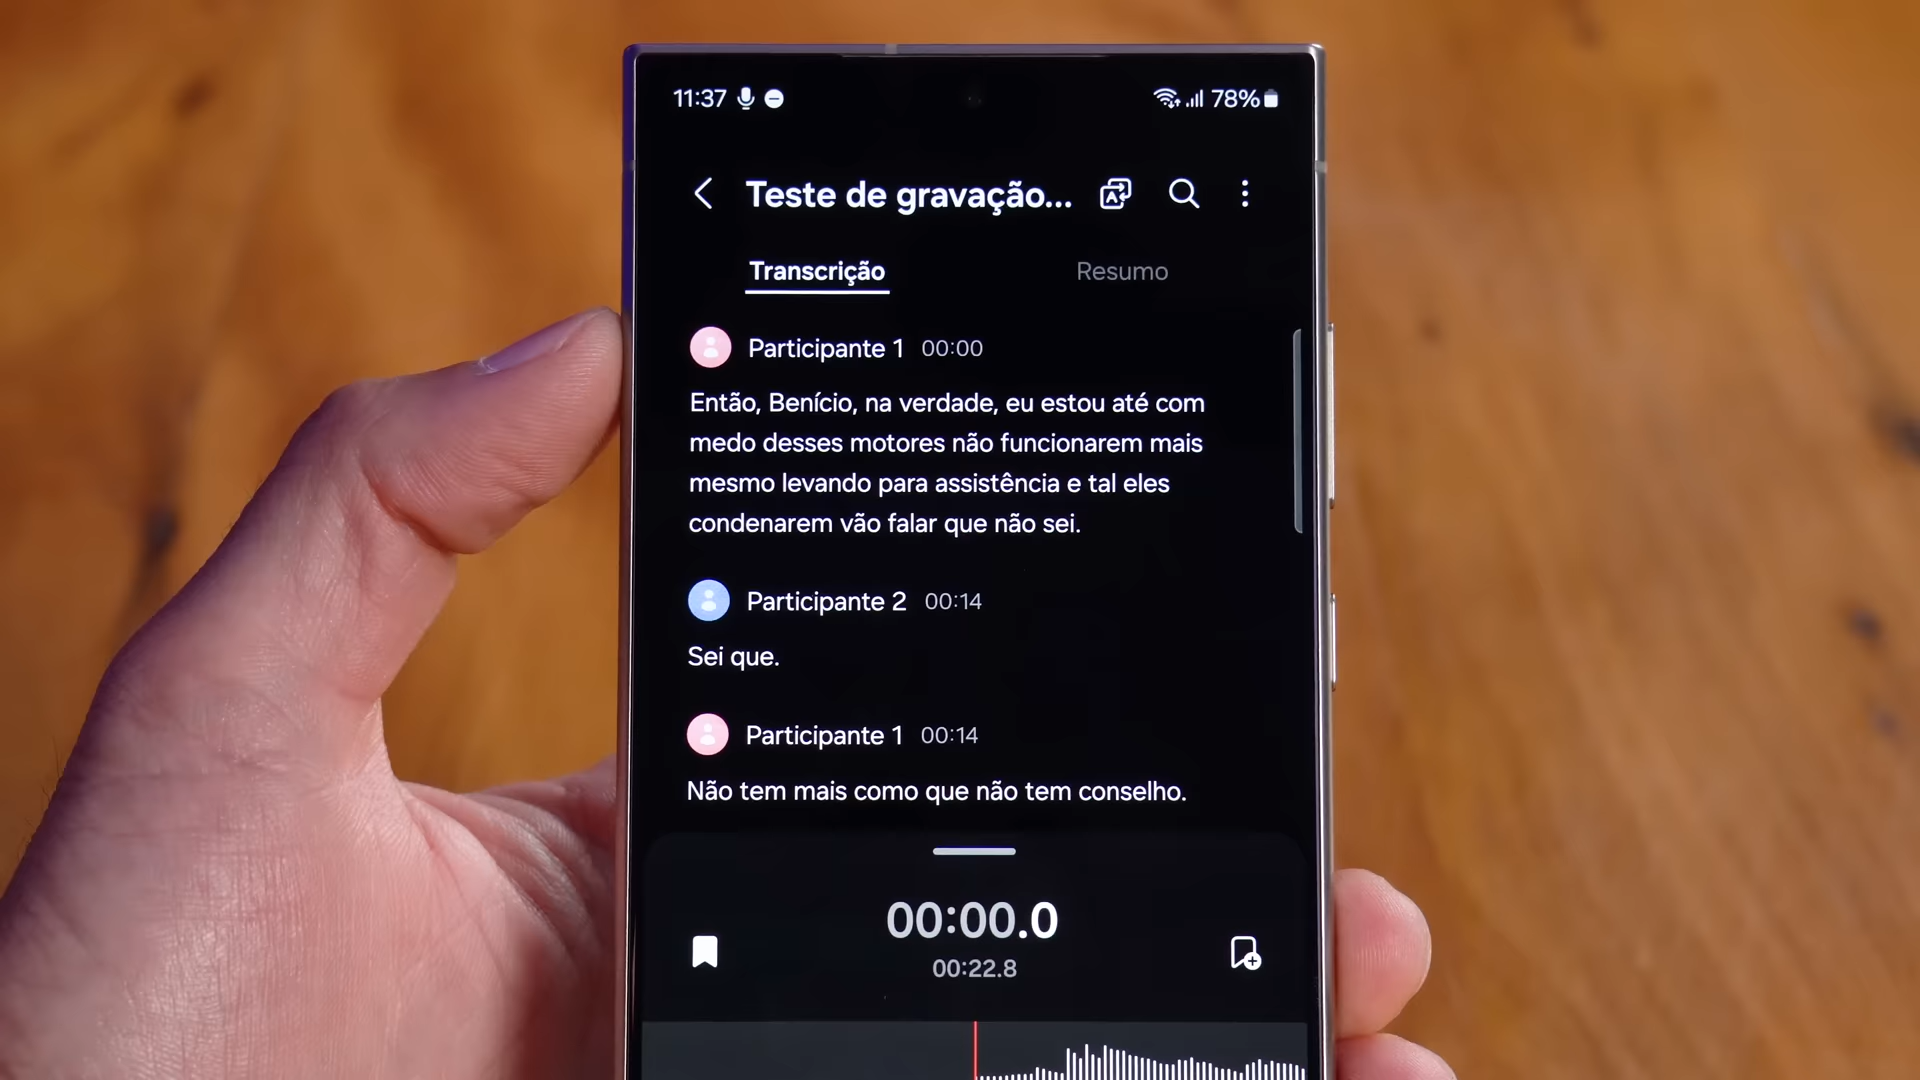 11:37
78%
Teste de gravação...
Transcrição
Resumo
Participante 1 00:00
Então, Benício, na verdade, eu estou até com
medo desses motores não funcionarem mais
mesmo levando para assistência e tal eles
condenarem vão falar que não sei.
Participante 2 00:14
Sei que.
Participante 1 00:14
Não tem mais como que não tem conselho.
00:00.0
00:22.8